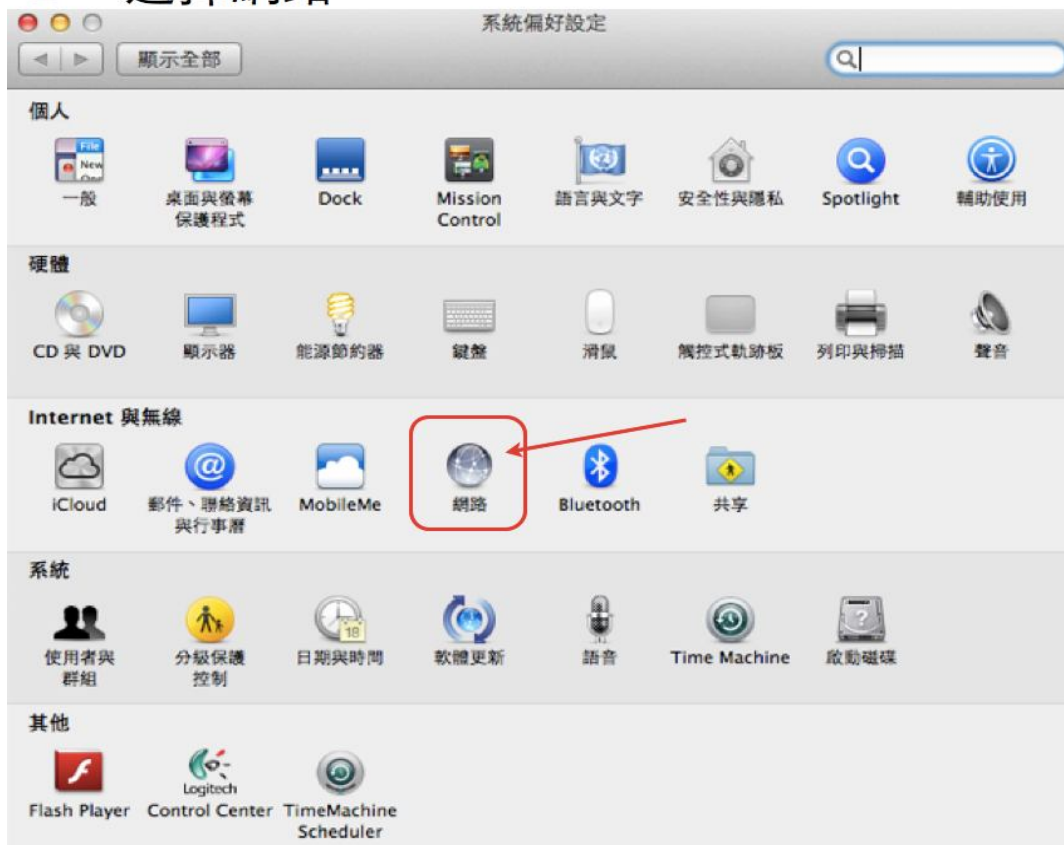 選擇網路
系統偏好設定
顯示全部
個人
File
New
一般
桌面與螢幕
保護程式
Dock
Mission
Control
語言與文字
安全性與隱私
Spotlight
輔助使用
硬體
CD 與 DVD
顯示器
能源節約器
鍵盤
滑鼠
觸控式軌跡板
列印與掃描
聲音
Internet 與無線
iCloud
郵件、聯絡資訊
與行事曆
MobileMe
網路
Bluetooth
共享
系統
使用者與
群組
分級保護
控制
18
日期與時間
軟體更新
語音
Time Machine
啟動磁碟
其他
Flash Player
Logitech
Control Center
TimeMachine
Scheduler